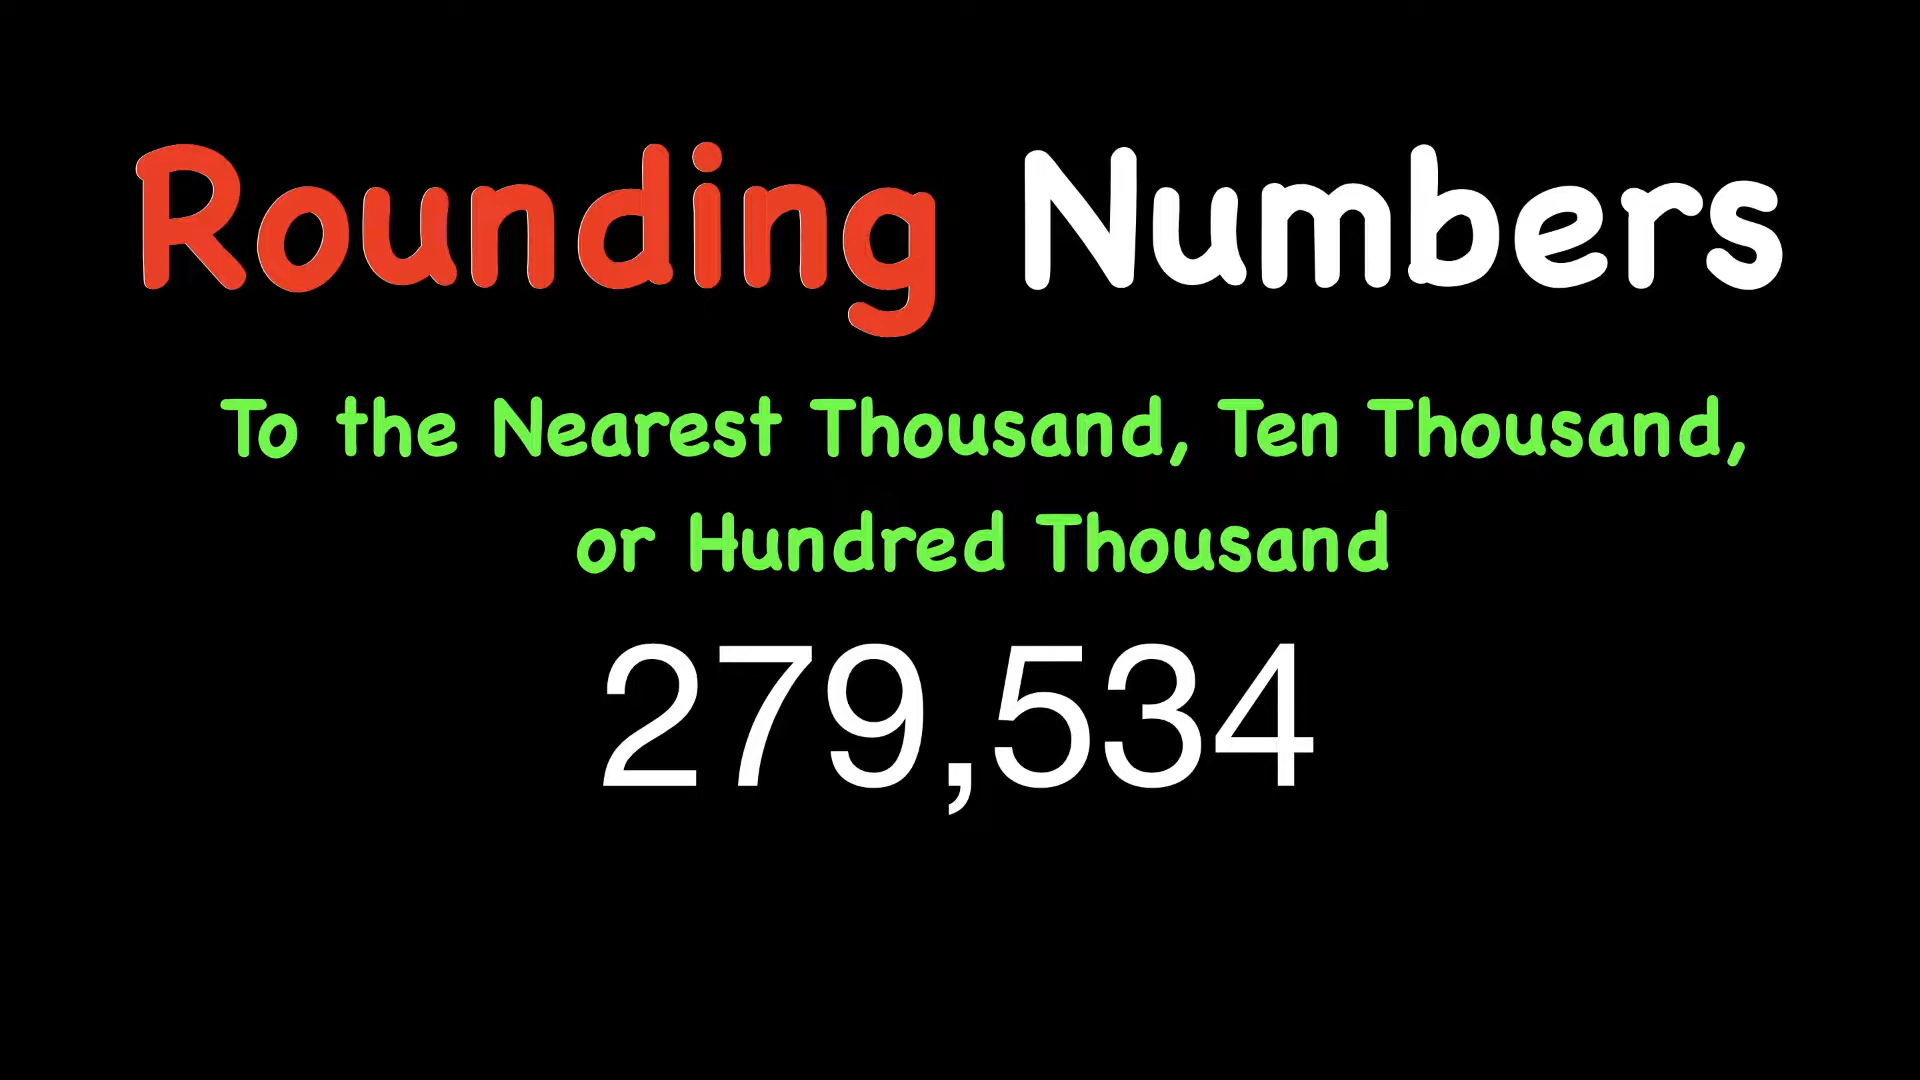 Rounding Numbers
To the Nearest Thousand, Ten Thousand,
or Hundred Thousand
279,534